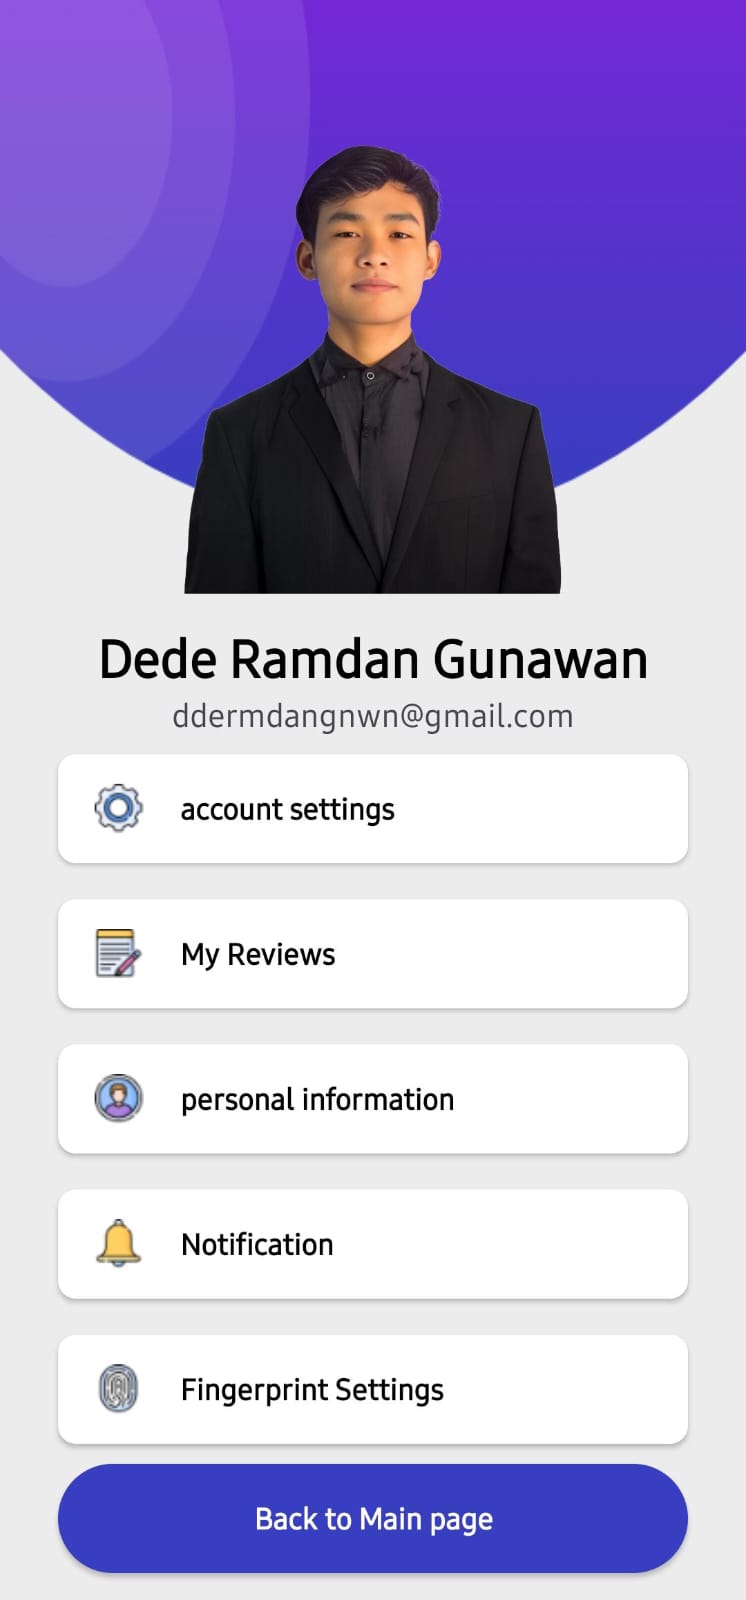 Dede Ramdan Gunawan
ddermdangnwn@gmail.com
account settings
My Reviews
personal information
Notification
Fingerprint Settings
Back to Main page